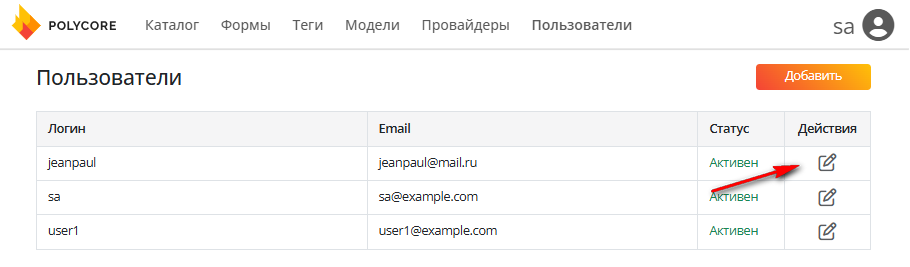 POLYCORE Каталог Формы Теги Модели Провайдеры Пользователи sa
Пользователи Добавить
Логин Email Статус Действия
jeanpaul jeanpaul@mail.ru Активен
sa sa@example.com Активен
user1 user1@example.com Активен